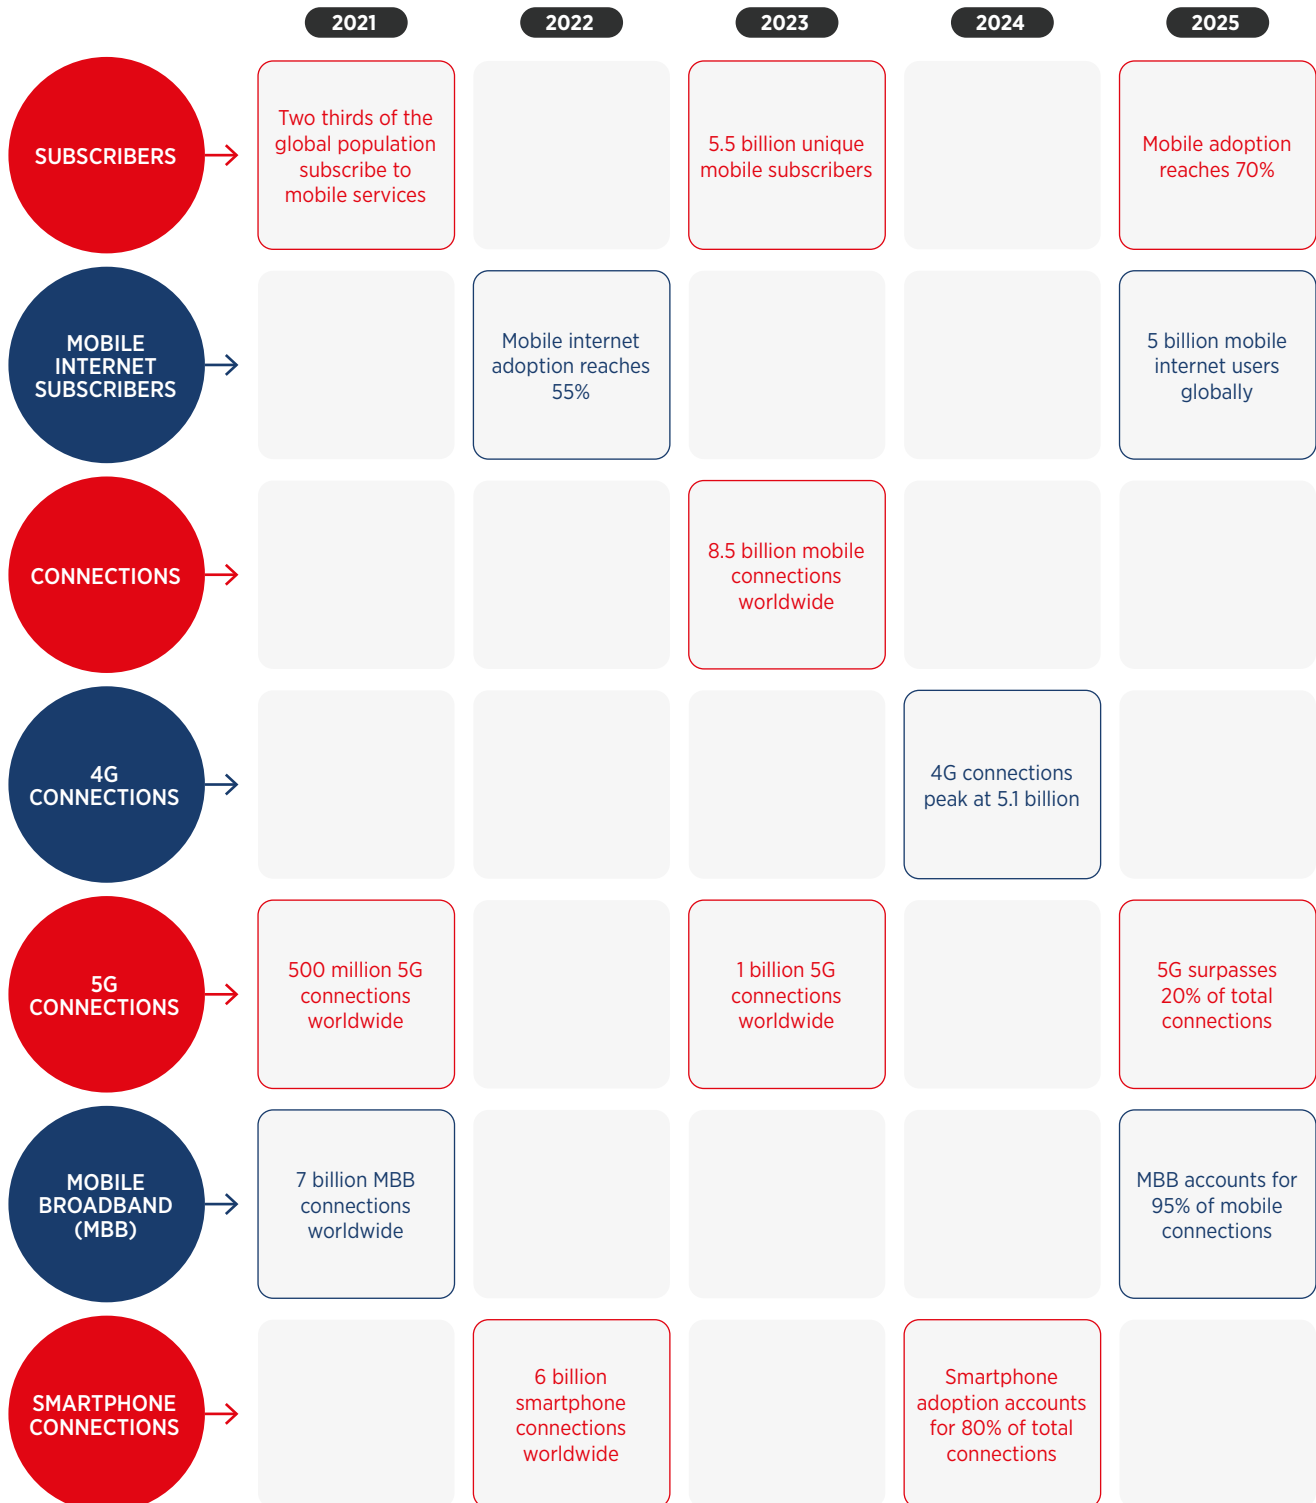 2021
2022
2023
2024
2025
SUBSCRIBERS
Two thirds of the
global population
subscribe to
mobile services
5.5 billion unique
mobile subscribers
Mobile adoption
reaches 70%
MOBILE
INTERNET
SUBSCRIBERS
Mobile internet
adoption reaches
55%
5 billion mobile
internet users
globally
CONNECTIONS
8.5 billion mobile
connections
worldwide
4G
CONNECTIONS
4G connections
peak at 5.1 billion
5G
CONNECTIONS
500 million 5G
connections
worldwide
1 billion 5G
connections
worldwide
5G surpasses
20% of total
connections
MOBILE
BROADBAND
(MBB)
7 billion MBB
connections
worldwide
MBB accounts for
95% of mobile
connections
SMARTPHONE
CONNECTIONS
6 billion
smartphone
connections
worldwide
Smartphone
adoption accounts
for 80% of total
connections